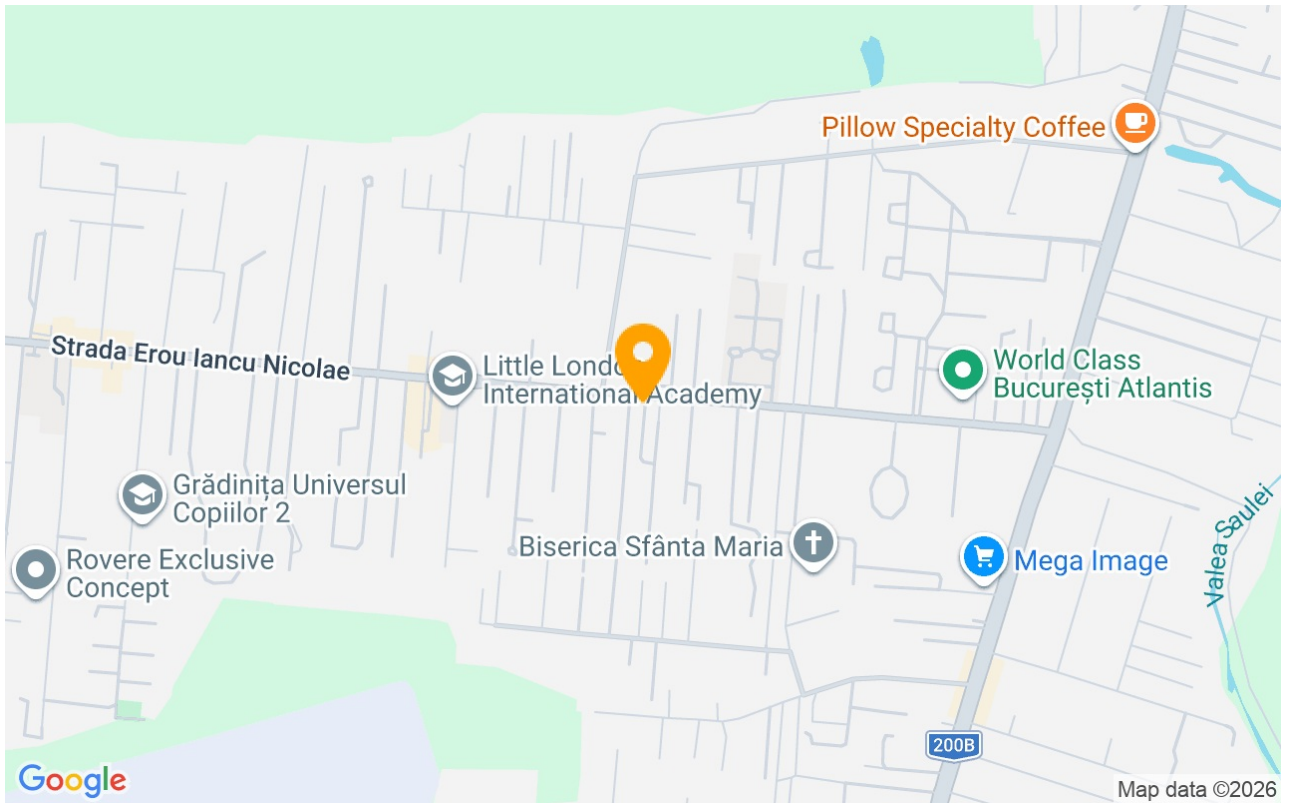 Pillow Specialty Coffee
Strada Erou Iancu Nicolae
Little London
International Academy
World Class
București Atlantis
Grădinița Universul
Copiilor 2
Valea Saulei
Biserica Sfânta Maria
Mega Image
Rovere Exclusive
Concept
200B
Google
Map data ©2026